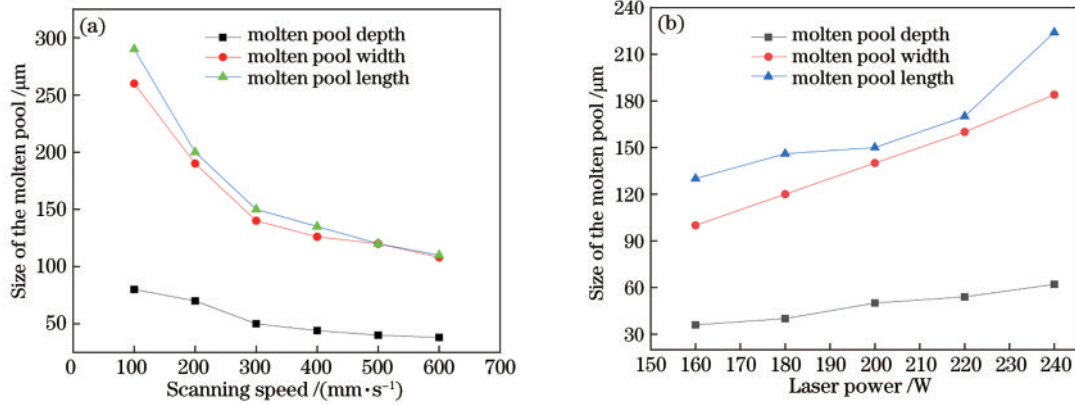 (a)
molten pool depth
molten pool width
molten pool length
Size of the molten pool /μm
300
250
200
150
100
50
0 100 200 300 400 500 600 700
Scanning speed /(mm·s⁻¹)
(b)
molten pool depth
molten pool width
molten pool length
Size of the molten pool /μm
240
210
180
150
120
90
60
30
150 160 170 180 190 200 210 220 230 240 250
Laser power /W